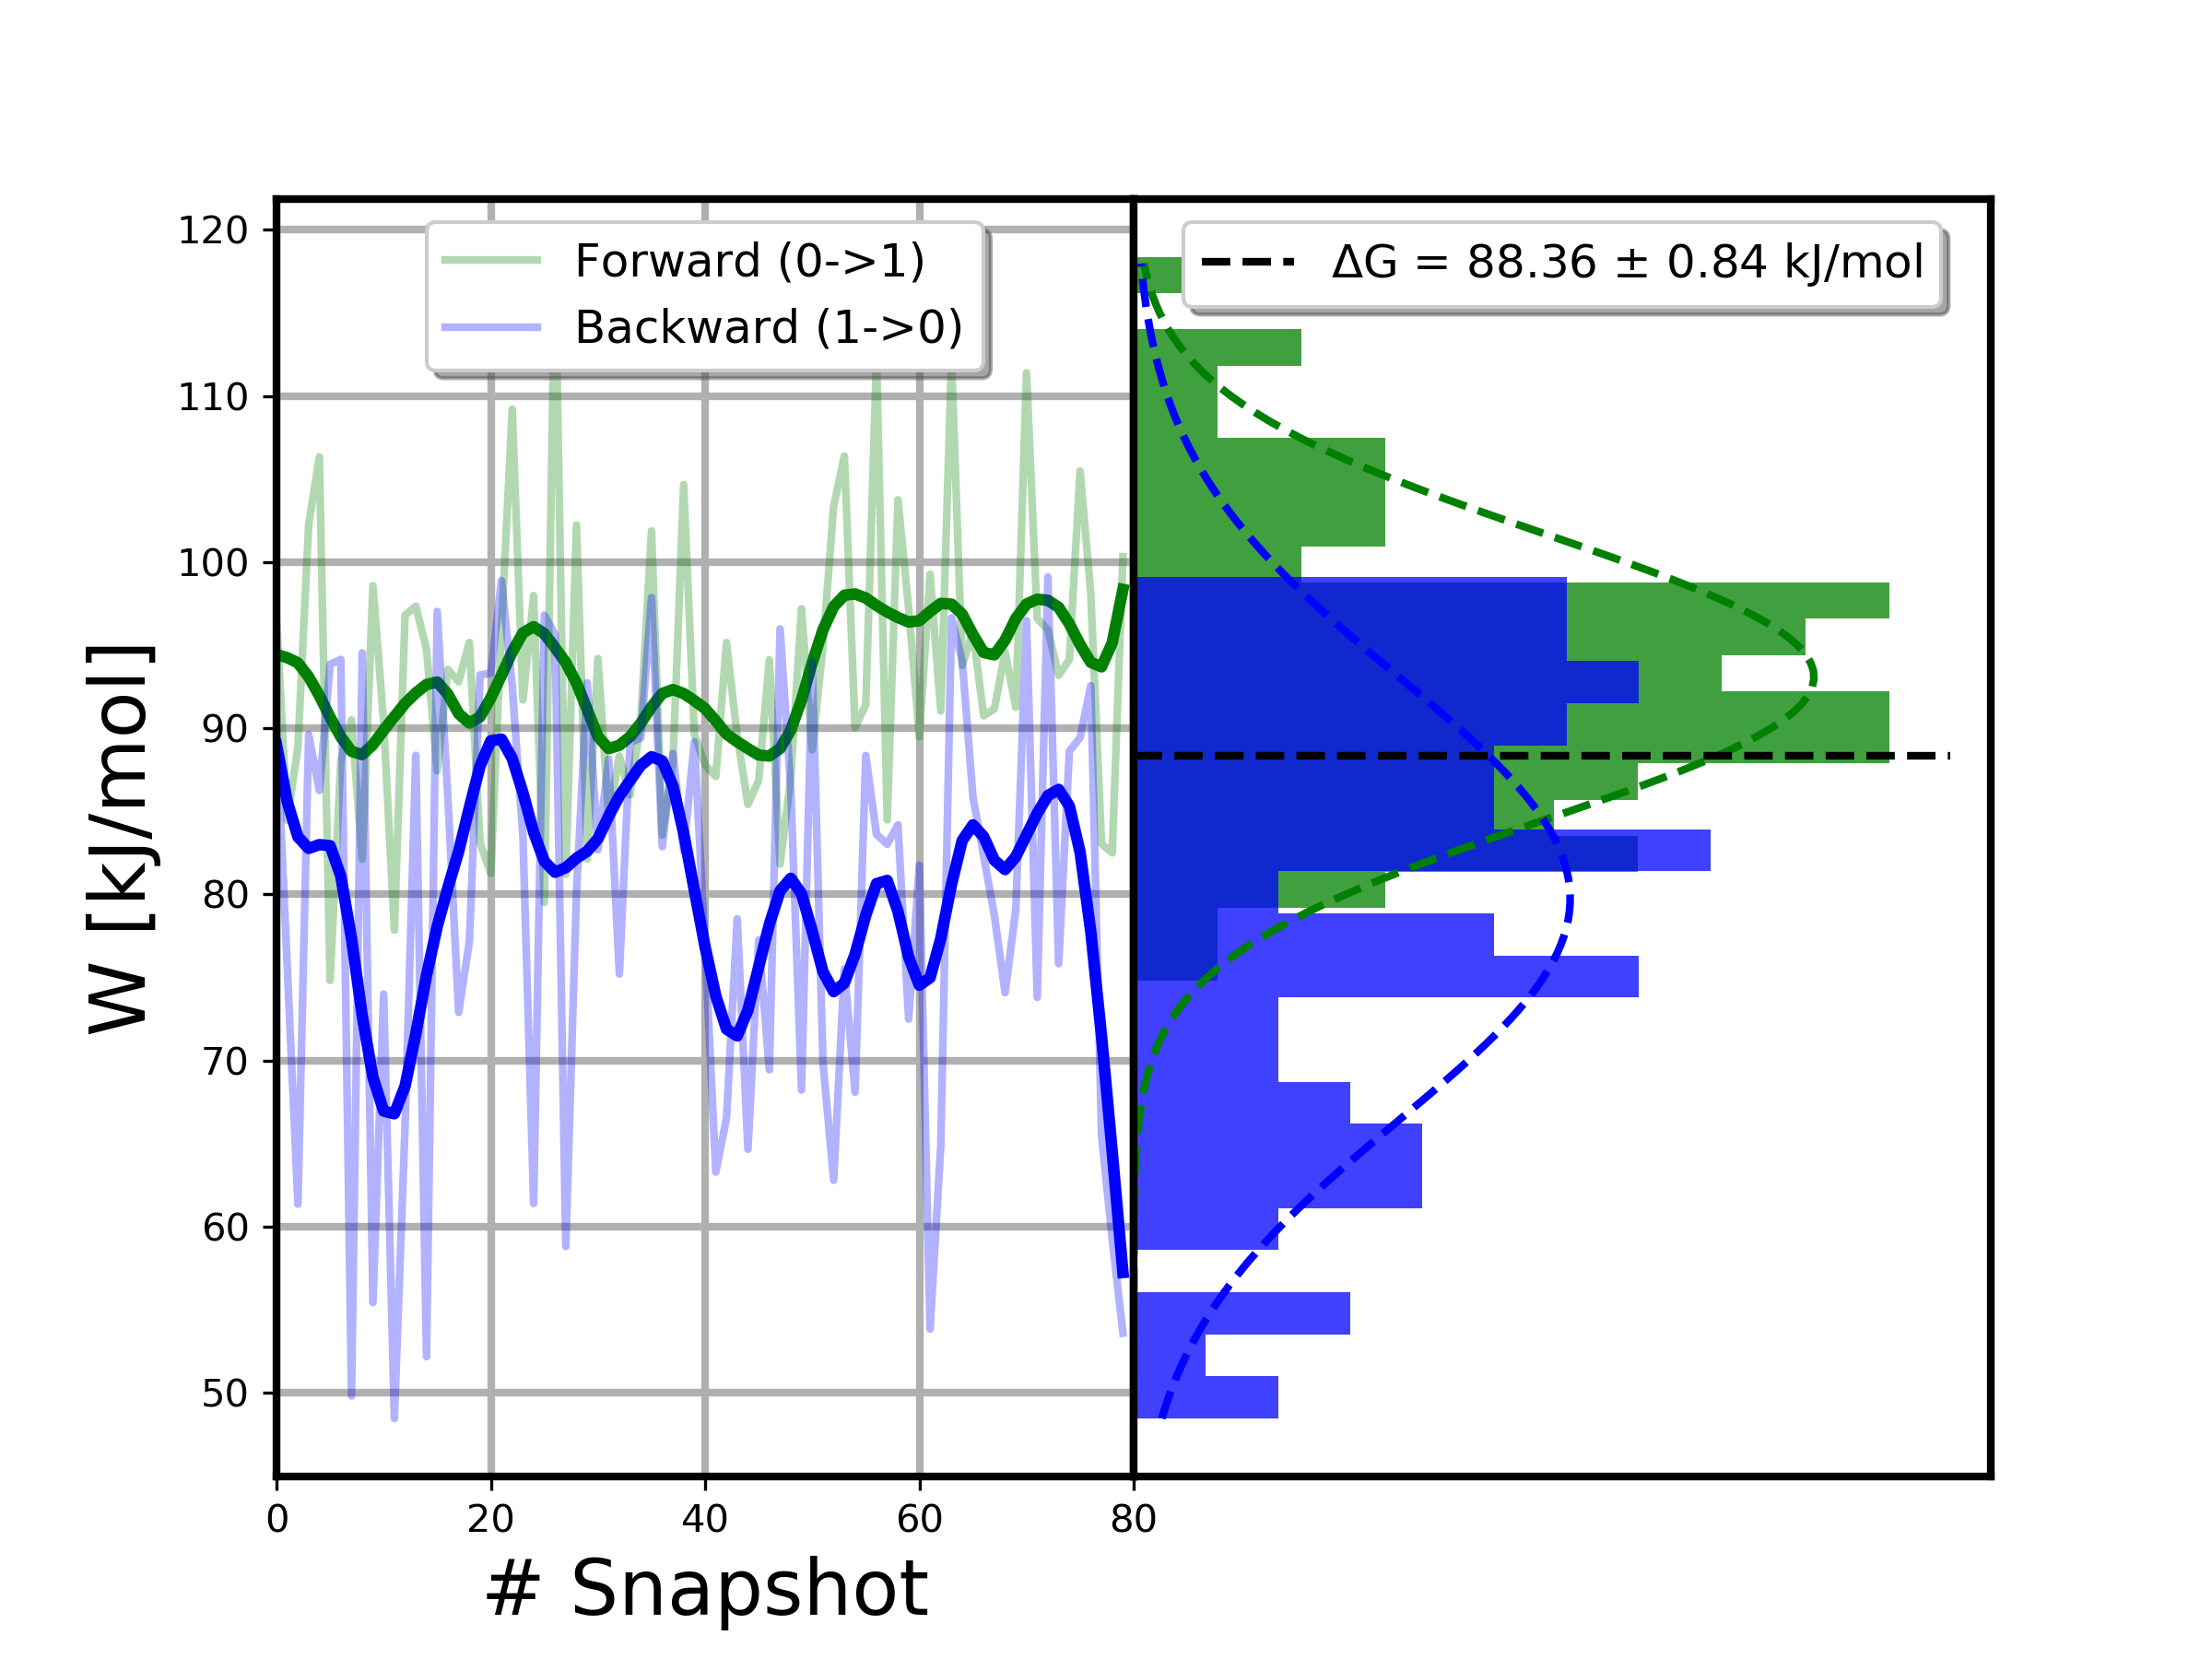 Forward (0->1)
Backward (1->0)
ΔG = 88.36 ± 0.84 kJ/mol
W [kJ/mol]
120
110
100
90
80
70
60
50
0 20 40 60 80
# Snapshot